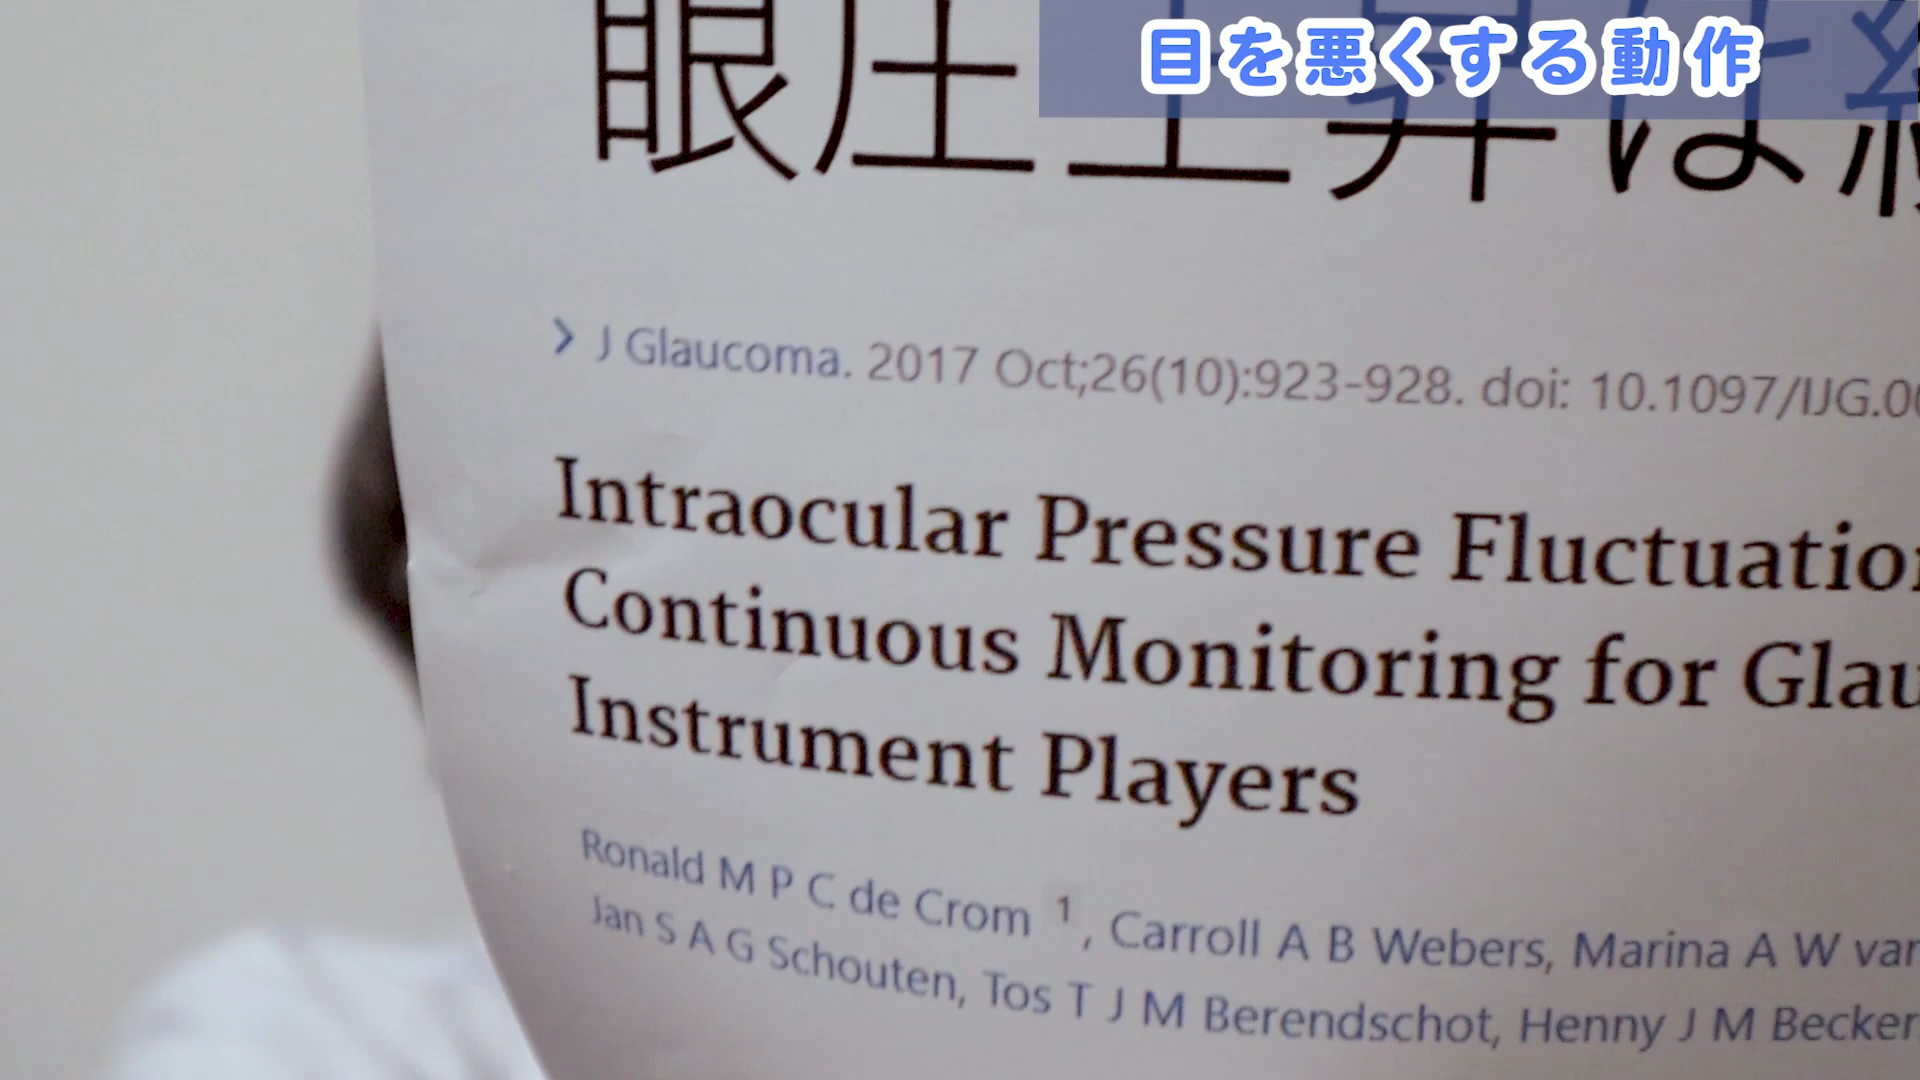 目を悪くする動作
眼圧上昇は
J Glaucoma. 2017 Oct;26(10):923-928. doi: 10.1097/IJG.0
Intraocular Pressure Fluctuation
Continuous Monitoring for Glau
Instrument Players
Ronald M P C de Crom 1, Carroll A B Webers, Marina A W van
Jan S A G Schouten, Tos T J M Berendschot, Henny J M Becker